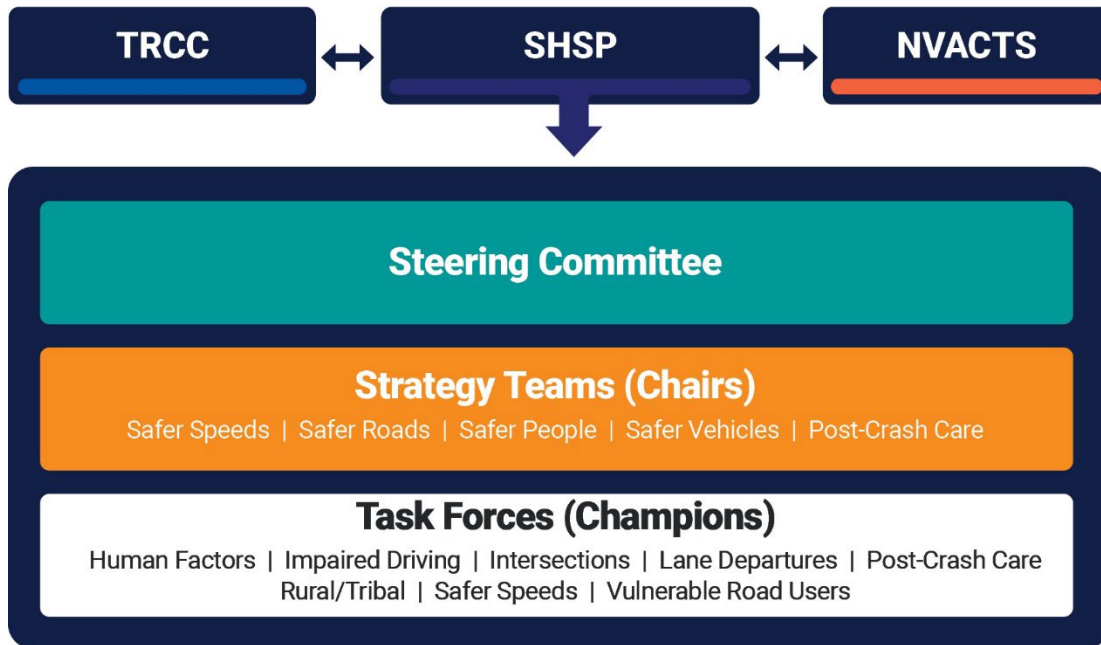 TRCC
SHSP
NVACTS
Steering Committee
Strategy Teams (Chairs)
Safer Speeds | Safer Roads | Safer People | Safer Vehicles | Post-Crash Care
Task Forces (Champions)
Human Factors | Impaired Driving | Intersections | Lane Departures | Post-Crash Care
Rural/Tribal | Safer Speeds | Vulnerable Road Users